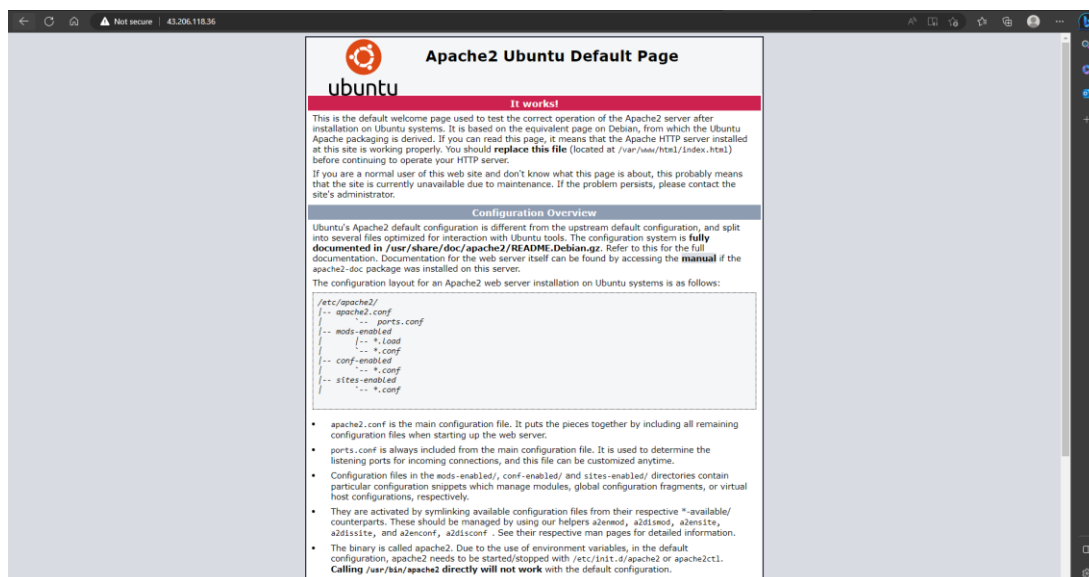 Not secure | 43.206.118.36
ubuntu
Apache2 Ubuntu Default Page
It works!
This is the default welcome page used to test the correct operation of the Apache2 server after
installation on Ubuntu systems. It is based on the equivalent page on Debian, from which the Ubuntu
Apache packaging is derived. If you can read this page, it means that the Apache HTTP server installed
at this site is working properly. You should replace this file (located at /var/www/html/index.html)
before continuing to operate your HTTP server.
If you are a normal user of this web site and don't know what this page is about, this probably means
that the site is currently unavailable due to maintenance. If the problem persists, please contact the
site's administrator.
Configuration Overview
Ubuntu's Apache2 default configuration is different from the upstream default configuration, and split
into several files optimized for interaction with Ubuntu tools. The configuration system is fully
documented in /usr/share/doc/apache2/README.Debian.gz. Refer to this for the full
documentation. Documentation for the web server itself can be found by accessing the manual if the
apache2-doc package was installed on this server.
The configuration layout for an Apache2 web server installation on Ubuntu systems is as follows:
/etc/apache2/
|-- apache2.conf
|       `--  ports.conf
|-- mods-enabled
|       |-- *.load
|       `-- *.conf
|-- conf-enabled
|       `-- *.conf
|-- sites-enabled
|       `-- *.conf
• apache2.conf is the main configuration file. It puts the pieces together by including all remaining
configuration files when starting up the web server.
• ports.conf is always included from the main configuration file. It is used to determine the
listening ports for incoming connections, and this file can be customized anytime.
• Configuration files in the mods-enabled/, conf-enabled/ and sites-enabled/ directories contain
particular configuration snippets which manage modules, global configuration fragments, or virtual
host configurations, respectively.
• They are activated by symlinking available configuration files from their respective *-available/
counterparts. These should be managed by using our helpers a2enmod, a2dismod, a2ensite,
a2dissite, and a2enconf, a2disconf . See their respective man pages for detailed information.
• The binary is called apache2. Due to the use of environment variables, in the default
configuration, apache2 needs to be started/stopped with /etc/init.d/apache2 or apache2ctl.
Calling /usr/bin/apache2 directly will not work with the default configuration.